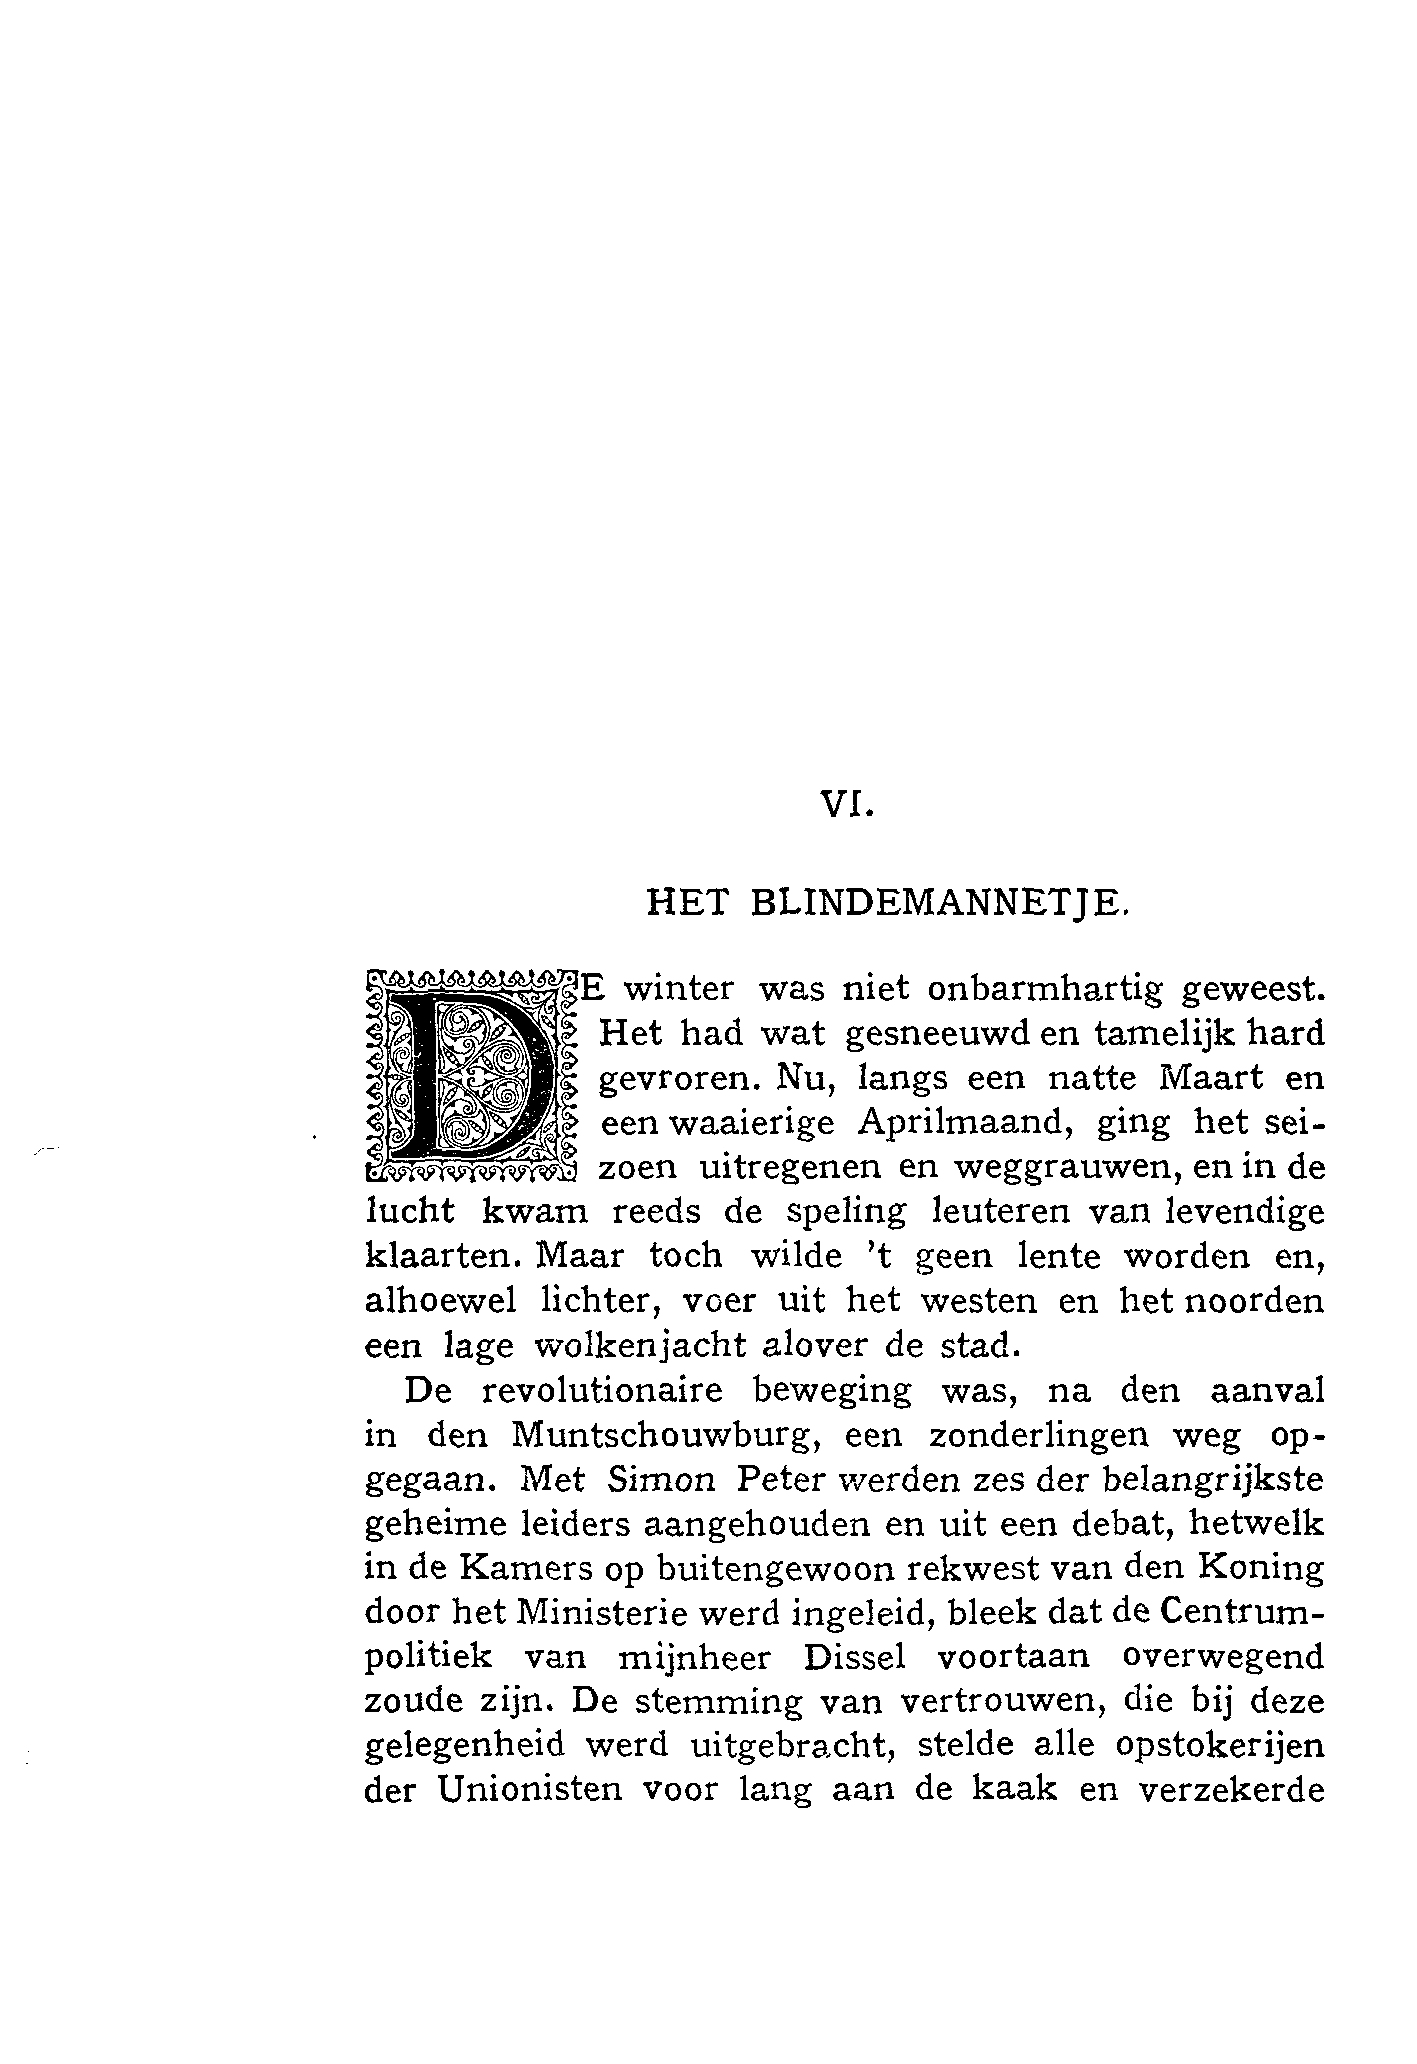 VI.
HET BLINDEMANNETJE.
DE winter was niet onbarmhartig geweest.
Het had wat gesneeuwd en tamelijk hard
gevroren. Nu, langs een natte Maart en
een waaierige Aprilmaand, ging het sei-
zoen uitregenen en weggrauwen, en in de
lucht kwam reeds de speling leuteren van levendige
klaarten. Maar toch wilde 't geen lente worden en,
alhoewel lichter, voer uit het westen en het noorden
een lage wolkenjacht alover de stad.
De revolutionaire beweging was, na den aanval
in den Muntschouwburg, een zonderlingen weg op-
gegaan. Met Simon Peter werden zes der belangrijkste
geheime leiders aangehouden en uit een debat, hetwelk
in de Kamers op buitengewoon rekwest van den Koning
door het Ministerie werd ingeleid, bleek dat de Centrum-
politiek van mijnheer Dissel voortaan overwegend
zoude zijn. De stemming van vertrouwen, die bij deze
gelegenheid werd uitgebracht, stelde alle opstokerijen
der Unionisten voor lang aan de kaak en verzekerde